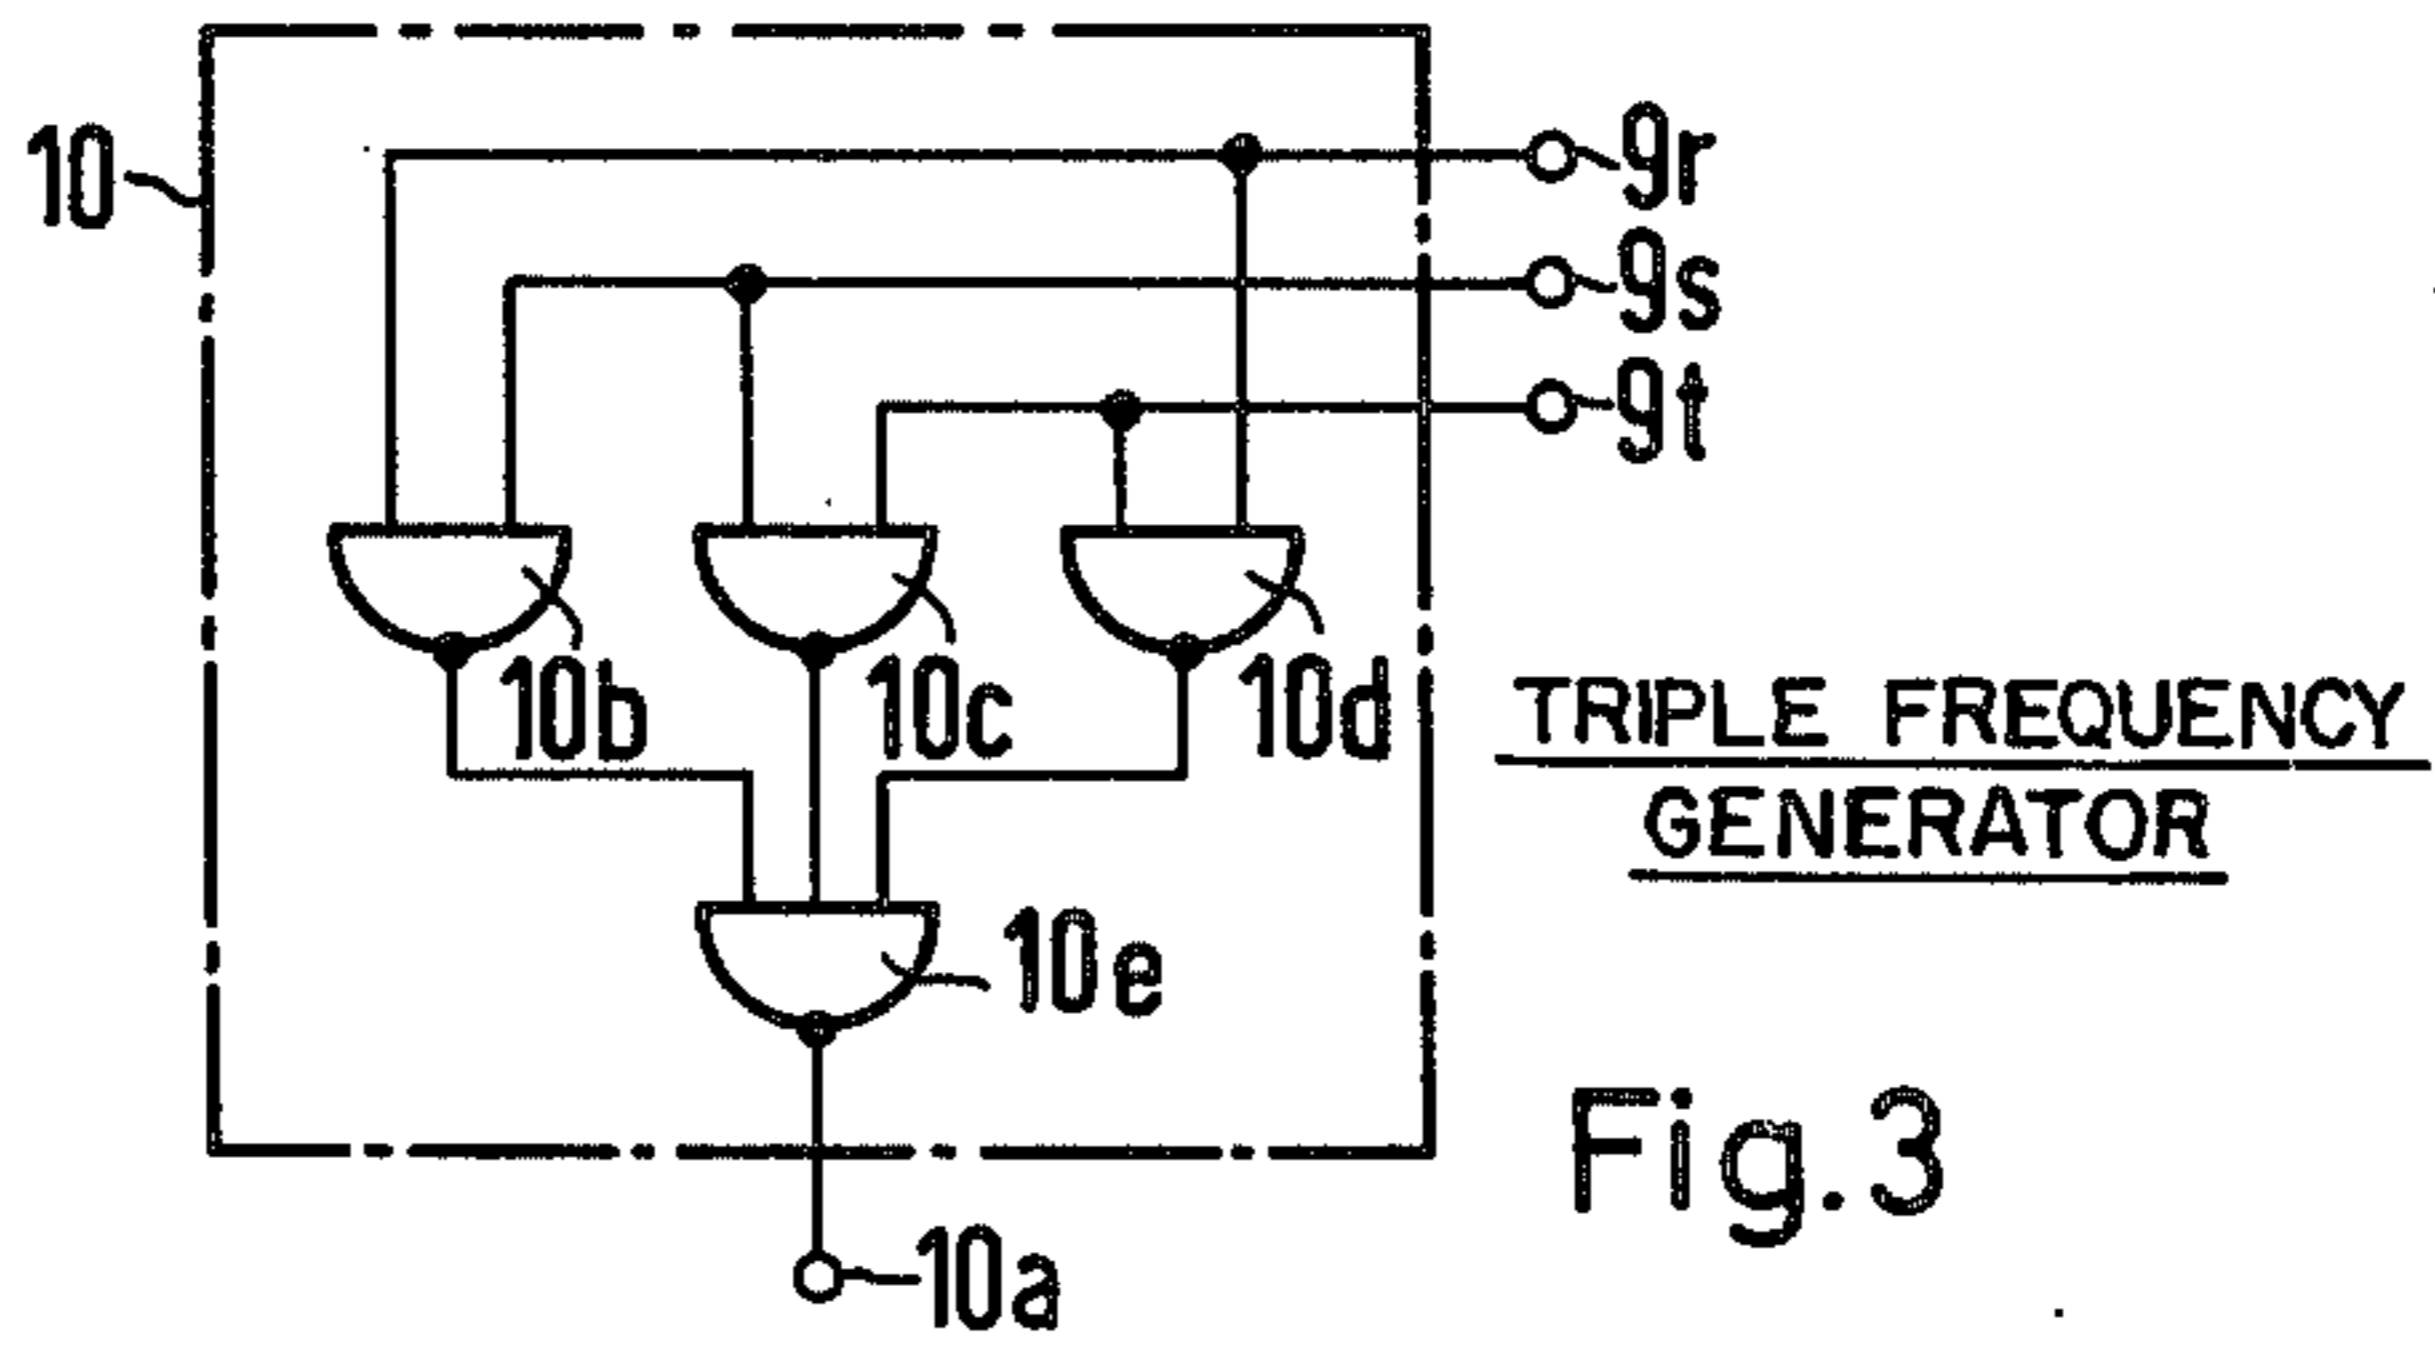 10
9r
9s
9t
10b
10c
10d
TRIPLE FREQUENCY
GENERATOR
10e
Fig.3
10a